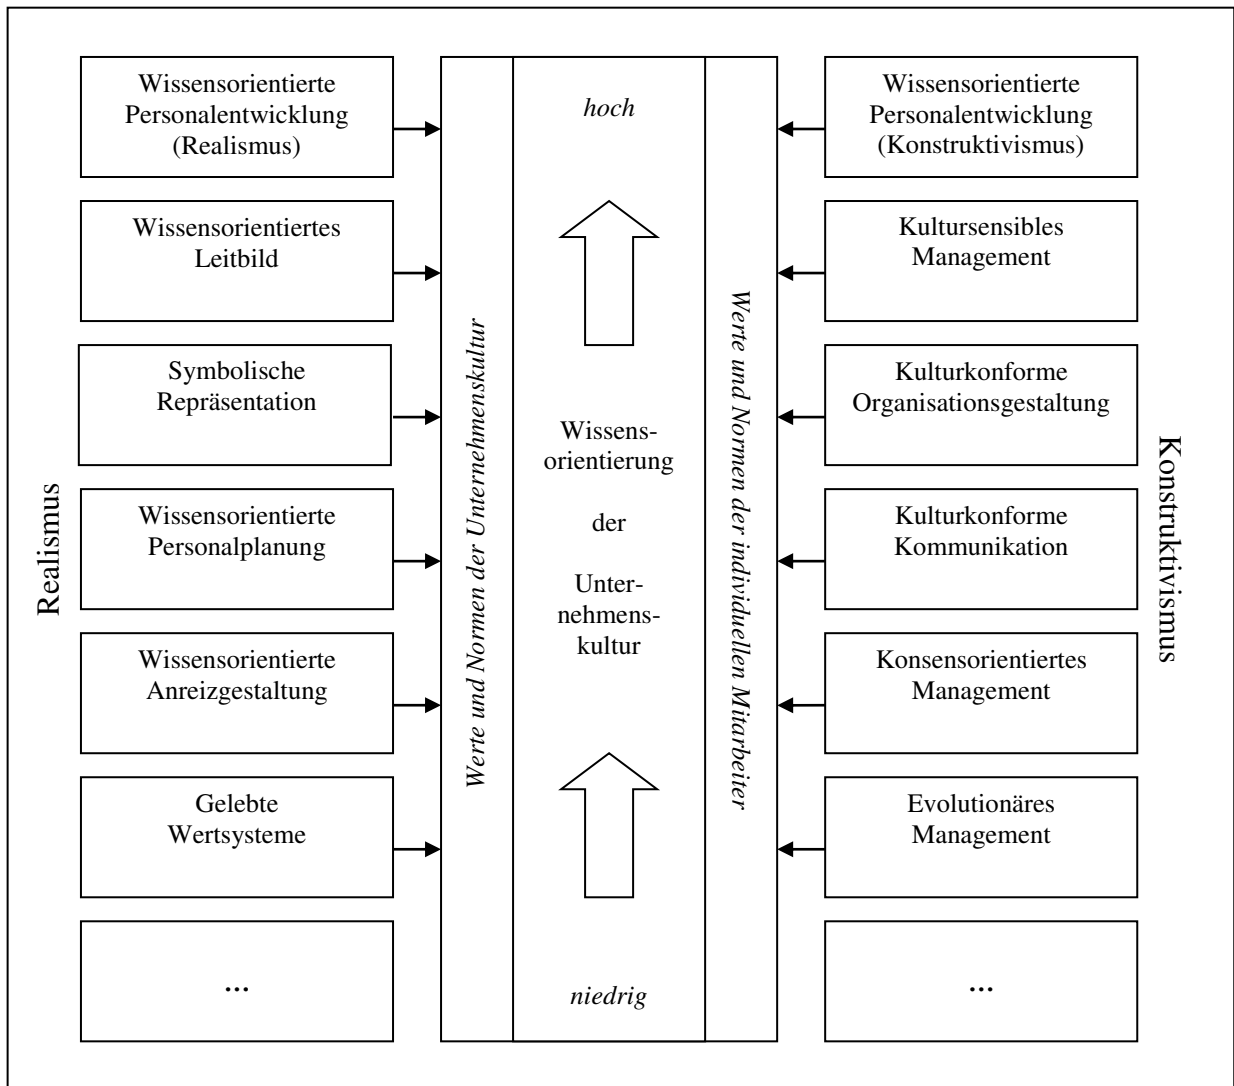 Realismus
Wissensorientierte
Personalentwicklung
(Realismus)
Wissensorientiertes
Leitbild
Symbolische
Repräsentation
Wissensorientierte
Personalplanung
Wissensorientierte
Anreizgestaltung
Gelebte
Wertsysteme
...
Werte und Normen der Unternehmenskultur
hoch
Wissens-
orientierung
der
Unter-
nehmens-
kultur
niedrig
Werte und Normen der individuellen Mitarbeiter
Wissensorientierte
Personalentwicklung
(Konstruktivismus)
Kultursensibles
Management
Kulturkonforme
Organisationsgestaltung
Kulturkonforme
Kommunikation
Konsensorientiertes
Management
Evolutionäres
Management
...
Konstruktivismus